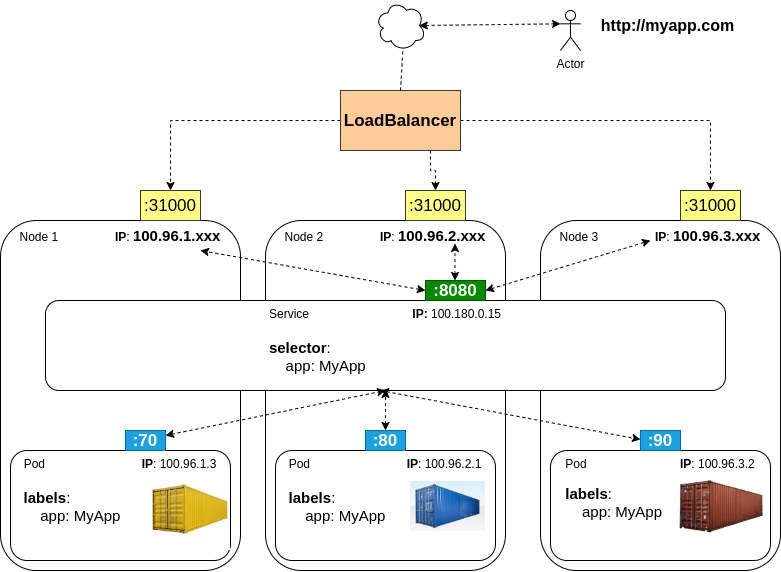 http://myapp.com
Actor
LoadBalancer
:31000
:31000
:31000
Node 1
IP: 100.96.1.xxx
Node 2
IP: 100.96.2.xxx
Node 3
IP: 100.96.3.xxx
:8080
Service
IP: 100.180.0.15
selector:
app: MyApp
:70
:80
:90
Pod
IP: 100.96.1.3
labels:
app: MyApp
Pod
IP: 100.96.2.1
labels:
app: MyApp
Pod
IP: 100.96.3.2
labels:
app: MyApp